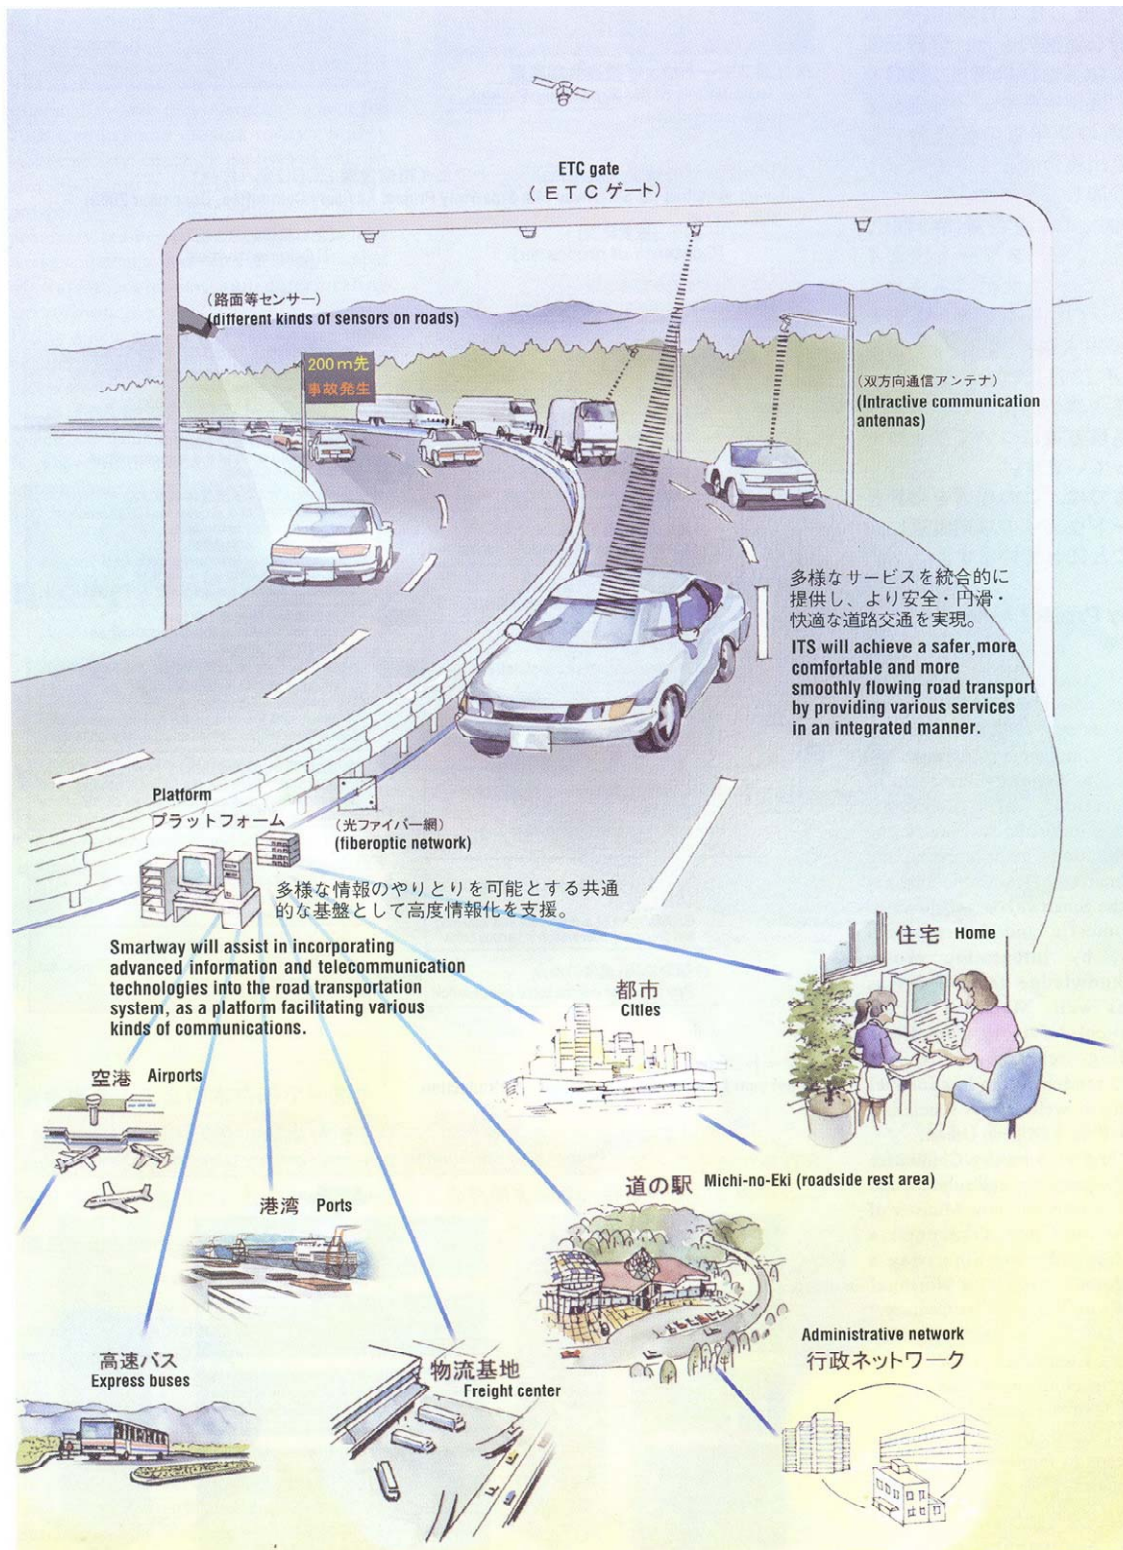 ETC gate
(ETCゲート)
(路面等センサー)
(different kinds of sensors on roads)
200m先
事故発生
(双方向通信アンテナ)
(Intractive communication
antennas)
多様なサービスを統合的に
提供し、より安全・円滑・
快適な道路交通を実現。
ITS will achieve a safer,more
comfortable and more
smoothly flowing road transport
by providing various services
in an integrated manner.
Platform
プラットフォーム
(光ファイバー網)
(fiberoptic network)
多様な情報のやりとりを可能とする共通
的な基盤として高度情報化を支援。
Smartway will assist in incorporating
advanced information and telecommunication
technologies into the road transportation
system, as a platform facilitating various
kinds of communications.
住宅 Home
都市
Cities
空港 Airports
道の駅 Michi-no-Eki (roadside rest area)
港湾 Ports
高速バス
Express buses
物流基地
Freight center
Administrative network
行政ネットワーク